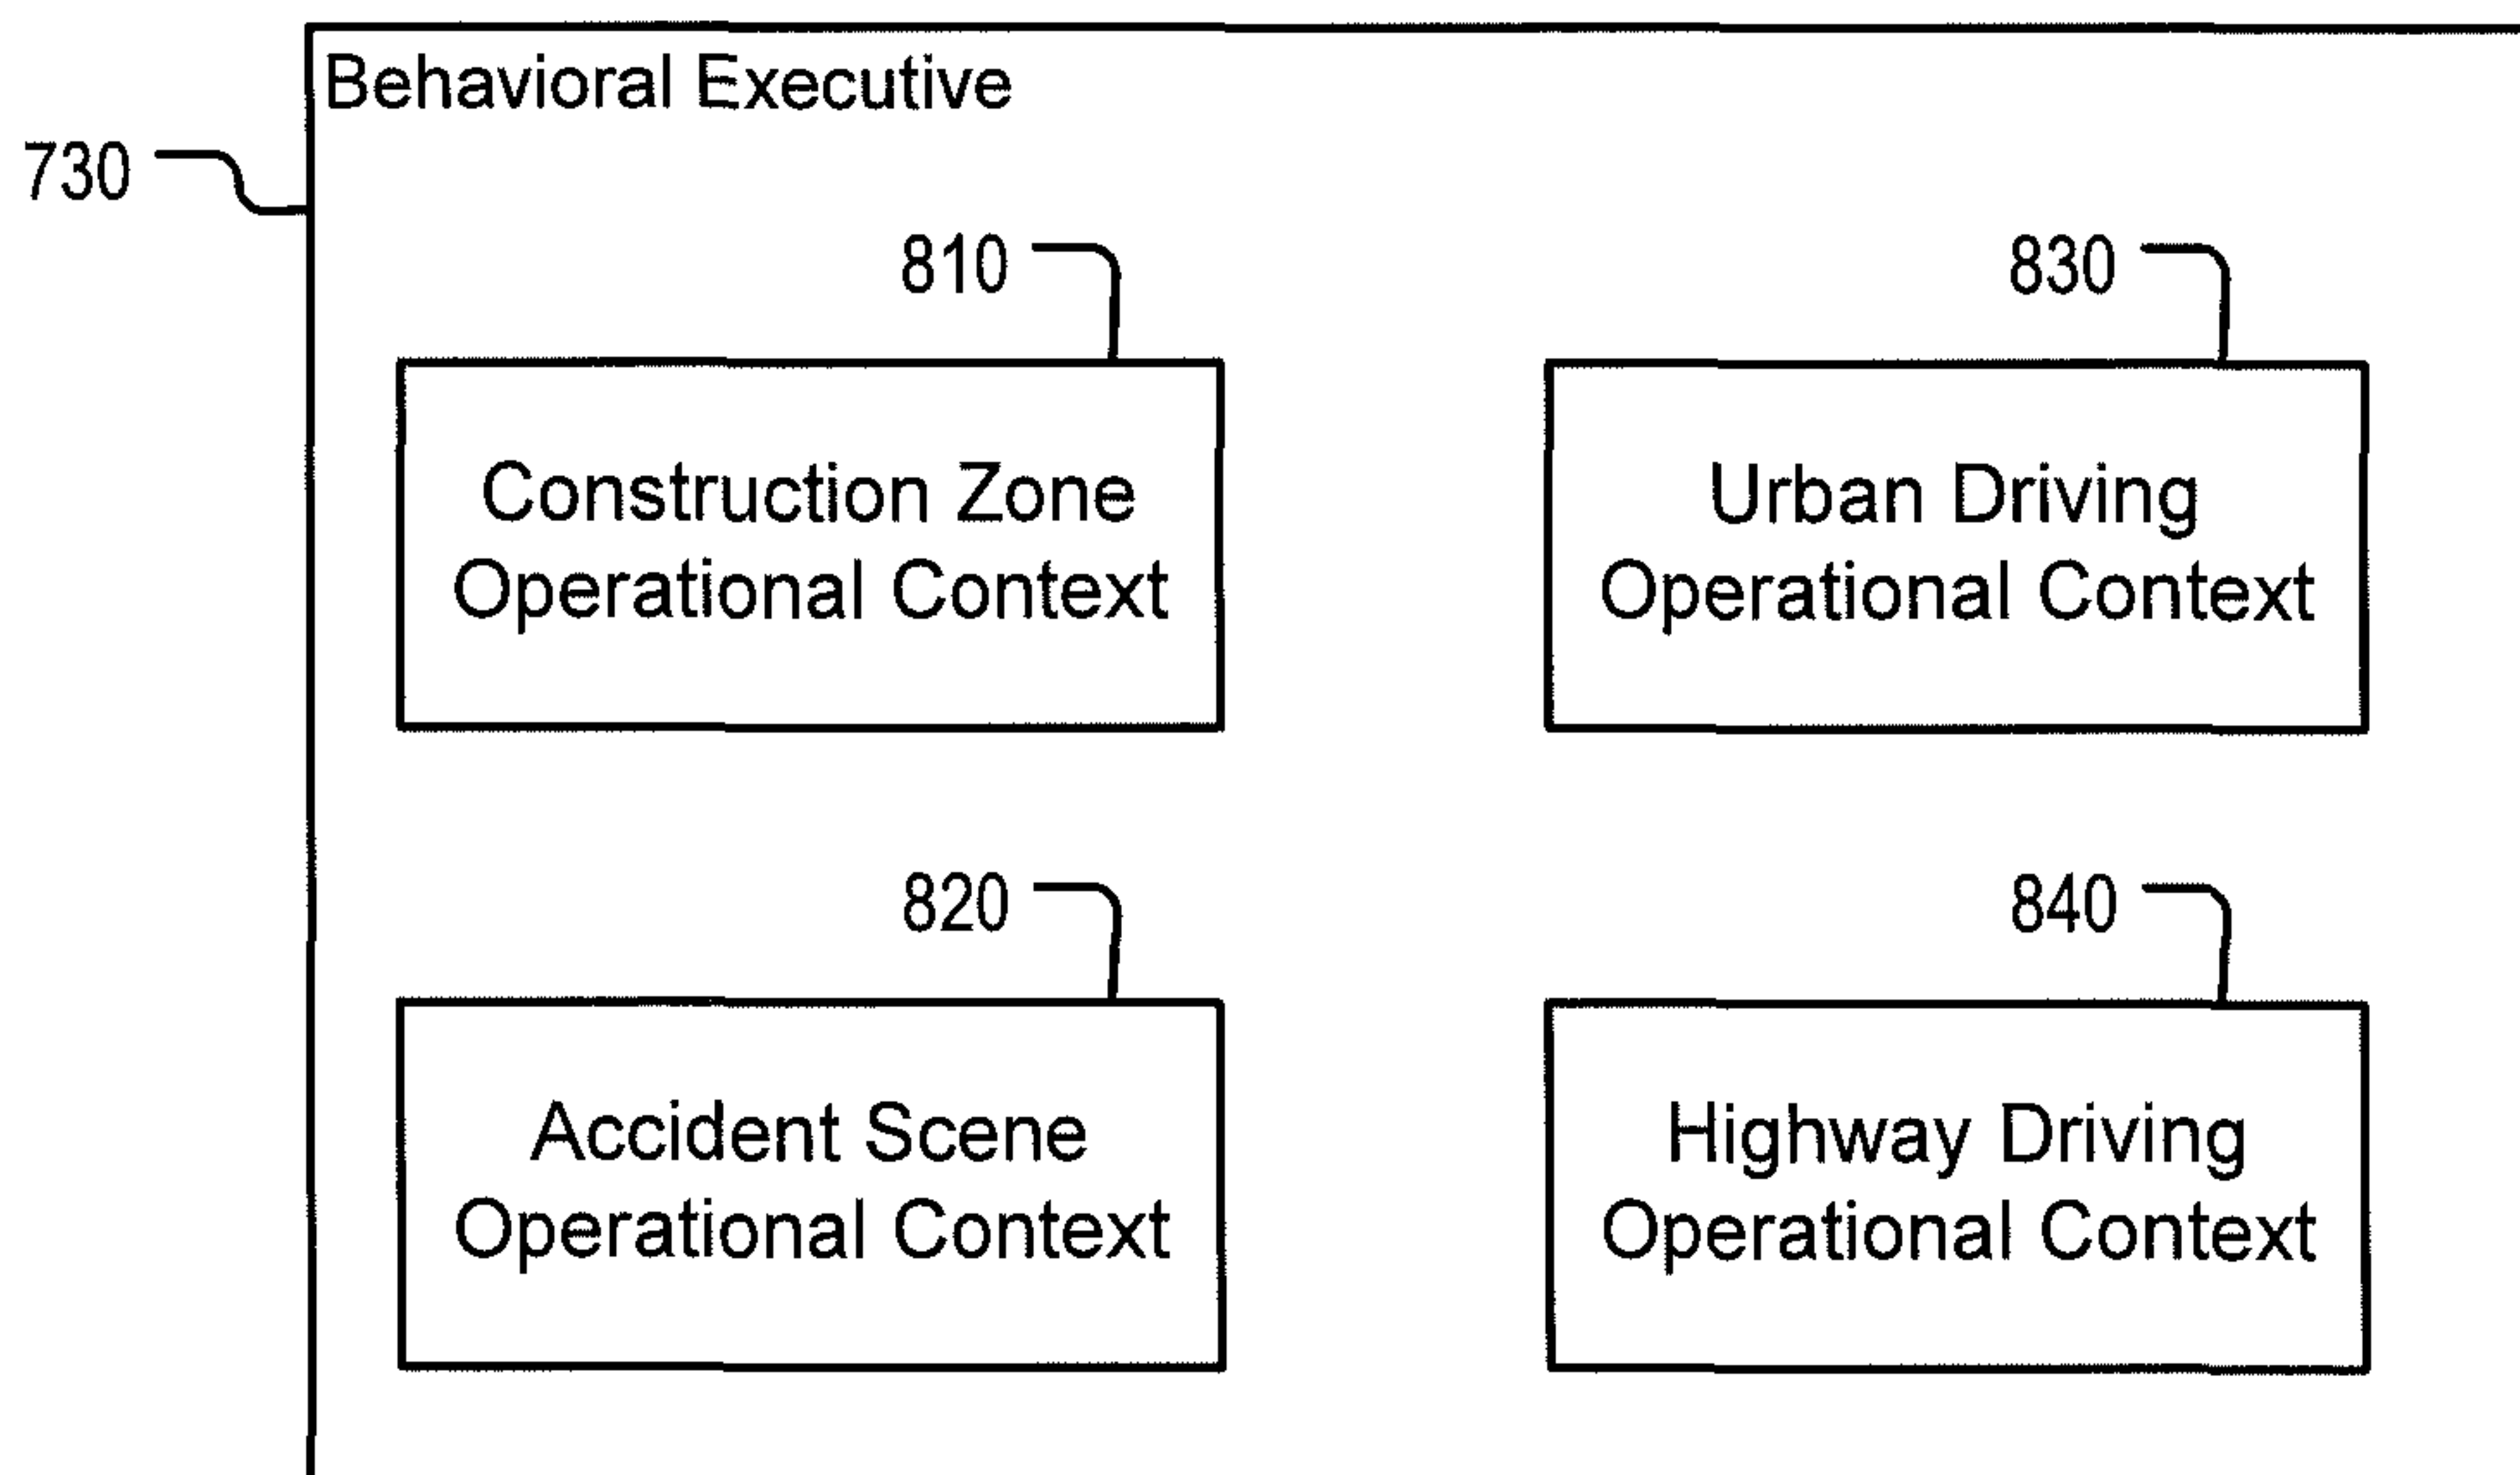 Behavioral Executive
730
810
Construction Zone
Operational Context
830
Urban Driving
Operational Context
820
Accident Scene
Operational Context
840
Highway Driving
Operational Context